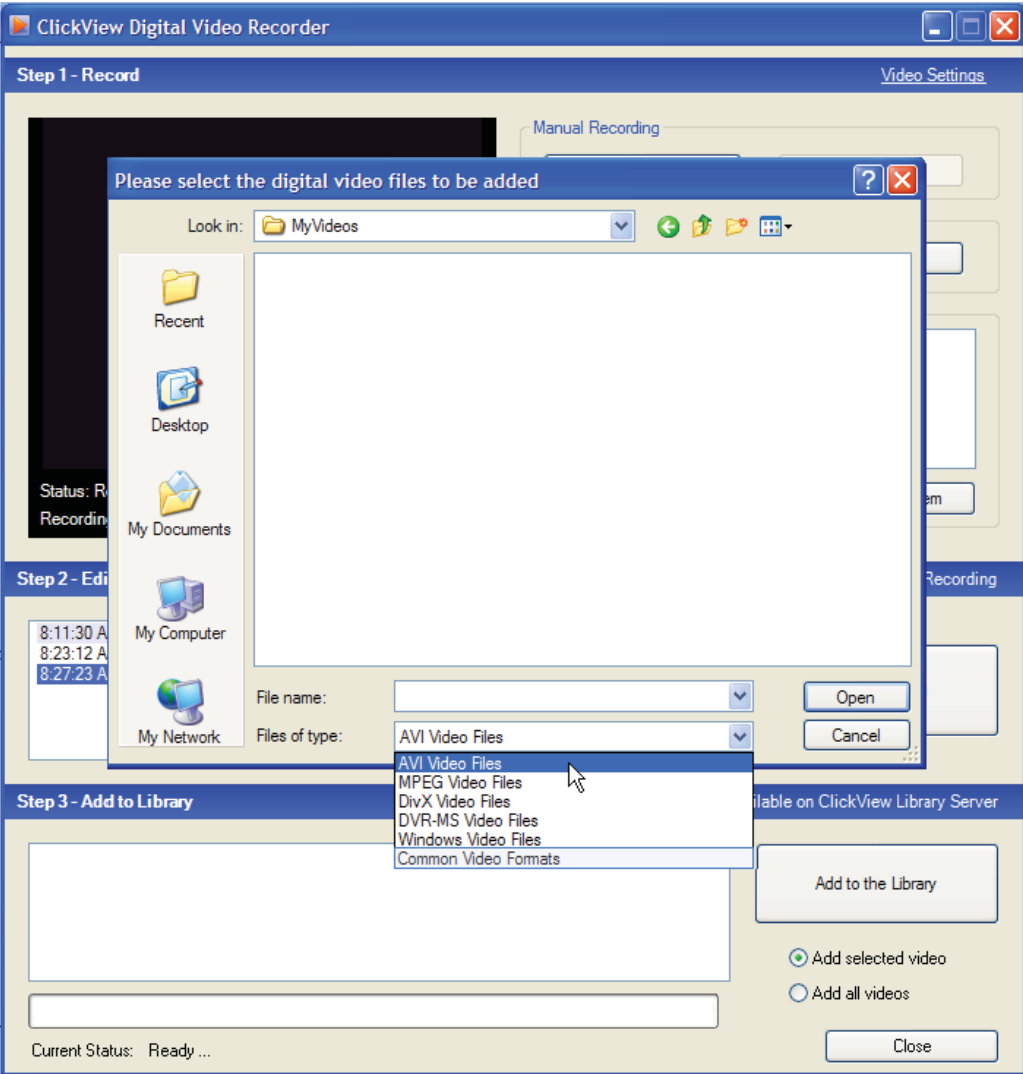 ClickView Digital Video Recorder
Step 1 - Record
Video Settings
Manual Recording
Please select the digital video files to be added
Look in:
MyVideos
Recent
Desktop
My Documents
My Computer
My Network
Status: R
Recordin
em
Step 2 - Edi
Recording
8:11:30 A
8:23:12 A
8:27:23 A
File name:
Open
Files of type:
AVI Video Files
Cancel
AVI Video Files
MPEG Video Files
DivX Video Files
DVR-MS Video Files
Windows Video Files
Common Video Formats
Step 3 - Add to Library
ilable on ClickView Library Server
Add to the Library
Add selected video
Add all videos
Current Status: Ready ...
Close